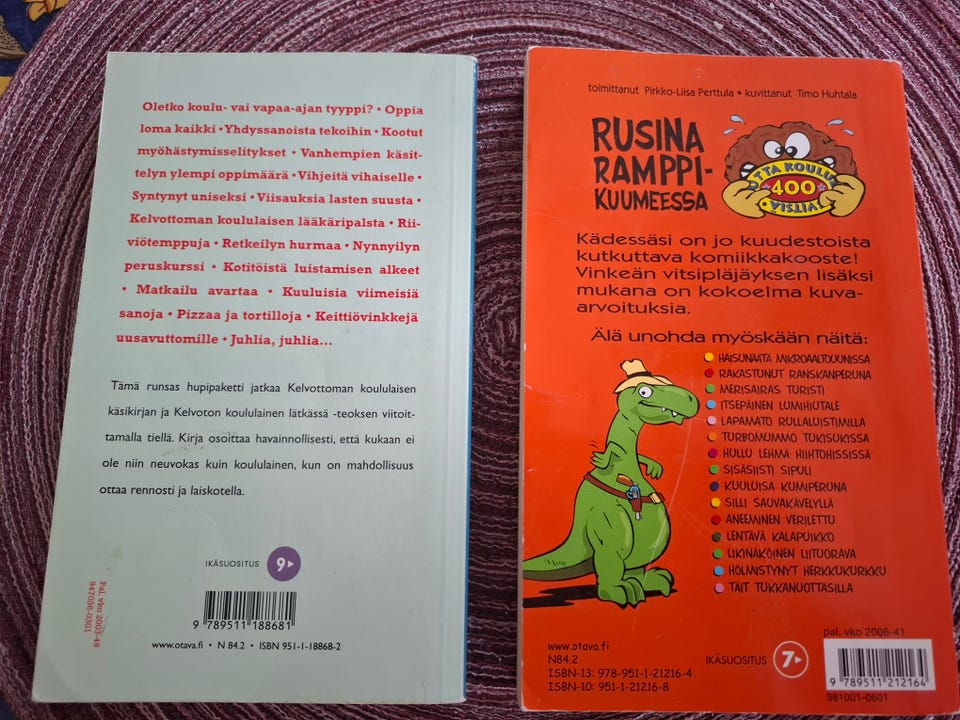 Oletko koulu- vai vapaa-ajan tyyppi? • Oppia
loma kaikki • Yhdyssanoista tekoihin • Kootut
myöhästymisselitykset • Vanhempien käsit-
telyn ylempi oppimäärä • Vihjeitä vihaiselle •
Syntynyt uniseksi • Viisauksia lasten suusta •
Kelvottoman koululaisen lääkäripalsta • Rii-
viötemppuja • Retkeilyn hurmaa • Nynnyilyn
peruskurssi • Kotitöistä luistamisen alkeet
• Matkailu avartaa • Kuuluisia viimeisiä
sanoja • Pizzaa ja tortilloja • Keittiövinkkejä
uusavuttomille • Juhlia, juhlia...
Tämä runsas hupipaketti jatkaa Kelvottoman koululaisen
käsikirjan ja Kelvoton koululainen lätkässä -teoksen viitoit-
tamalla tiellä. Kirja osoittaa havainnollisesti, että kukaan ei
ole niin neuvokas kuin koululainen, kun on mahdollisuus
ottaa rennosti ja laiskotella.
IKÄSUOSITUS 9
Pal. vko 2003-49
947036-0301
9 789511 188681
www.otava.fi • N 84.2 • ISBN 951-1-18868-2
toimittanut Pirkko-Liisa Perttula • kuvittanut Timo Huhtala
RUSINA
RAMPPI-
KUUMEESSA
400
VITSIÄ
Kädessäsi on jo kuudestoista
kutkuttava komiikkakooste!
Vinkeän vitsipläjäyksen lisäksi
mukana on kokoelma kuva-
arvoituksia.
Älä unohda myöskään näitä:
HAISUNÄÄTÄ MIKROAALTOUUNISSA
RAKASTUNUT RANSKANPERUNA
MERISAIRAS TURISTI
ITSEPÄINEN LUMIHIUTALE
LAPAMATO RULLALUISTIMILLA
TURBOMUMMO TUKISUKISSA
HULLU LEHMÄ HIIHTOHISSISSÄ
SISÄSIISTI SIPULI
KUULUISA KUMIPERUNA
SILLI SAUVAKÄVELYLLÄ
ANEEMINEN VERILETTU
LENTÄVÄ KALAPUIKKO
LIKINÄKÖINEN LIITUORAVA
HÖLMISTYNYT HERKKUKURKKU
TÄIT TUKKANUOTTASILLA
www.otava.fi
N84.2
ISBN-13: 978-951-1-21216-4
ISBN-10: 951-1-21216-8
IKÄSUOSITUS 7
pal. vko 2006-41
9 789511 212164
981001-0601